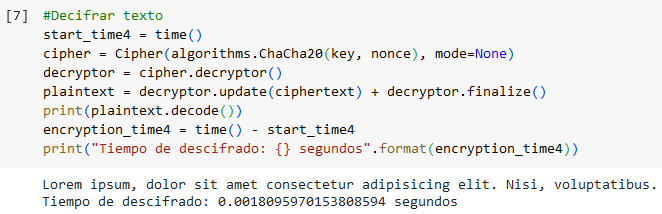 [7] #Decifrar texto
start_time4 = time()
cipher = Cipher(algorithms.ChaCha20(key, nonce), mode=None)
decryptor = cipher.decryptor()
plaintext = decryptor.update(ciphertext) + decryptor.finalize()
print(plaintext.decode())
encryption_time4 = time() - start_time4
print("Tiempo de descifrado: {} segundos".format(encryption_time4))
Lorem ipsum, dolor sit amet consectetur adipisicing elit. Nisi, voluptatibus.
Tiempo de descifrado: 0.0018095970153808594 segundos